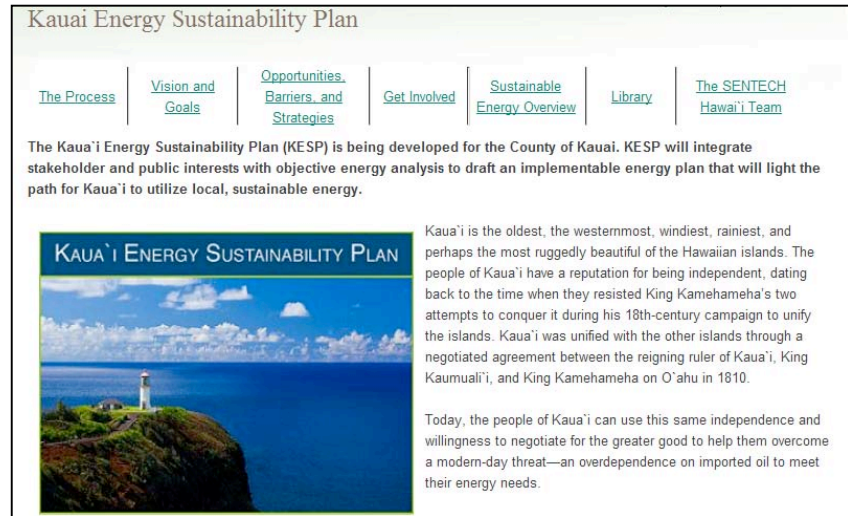 Kauai Energy Sustainability Plan
The Process
Vision and
Goals
Opportunities,
Barriers, and
Strategies
Get Involved
Sustainable
Energy Overview
Library
The SENTECH
Hawai`i Team
The Kaua`i Energy Sustainability Plan (KESP) is being developed for the County of Kauai. KESP will integrate
stakeholder and public interests with objective energy analysis to draft an implementable energy plan that will light the
path for Kaua`i to utilize local, sustainable energy.
KAUA`I ENERGY SUSTAINABILITY PLAN
Kaua`i is the oldest, the westernmost, windiest, rainiest, and
perhaps the most ruggedly beautiful of the Hawaiian islands. The
people of Kaua`i have a reputation for being independent, dating
back to the time when they resisted King Kamehameha's two
attempts to conquer it during his 18th-century campaign to unify
the islands. Kaua`i was unified with the other islands through a
negotiated agreement between the reigning ruler of Kaua`i, King
Kaumuali`i, and King Kamehameha on O`ahu in 1810.
Today, the people of Kaua`i can use this same independence and
willingness to negotiate for the greater good to help them overcome
a modern-day threat—an overdependence on imported oil to meet
their energy needs.